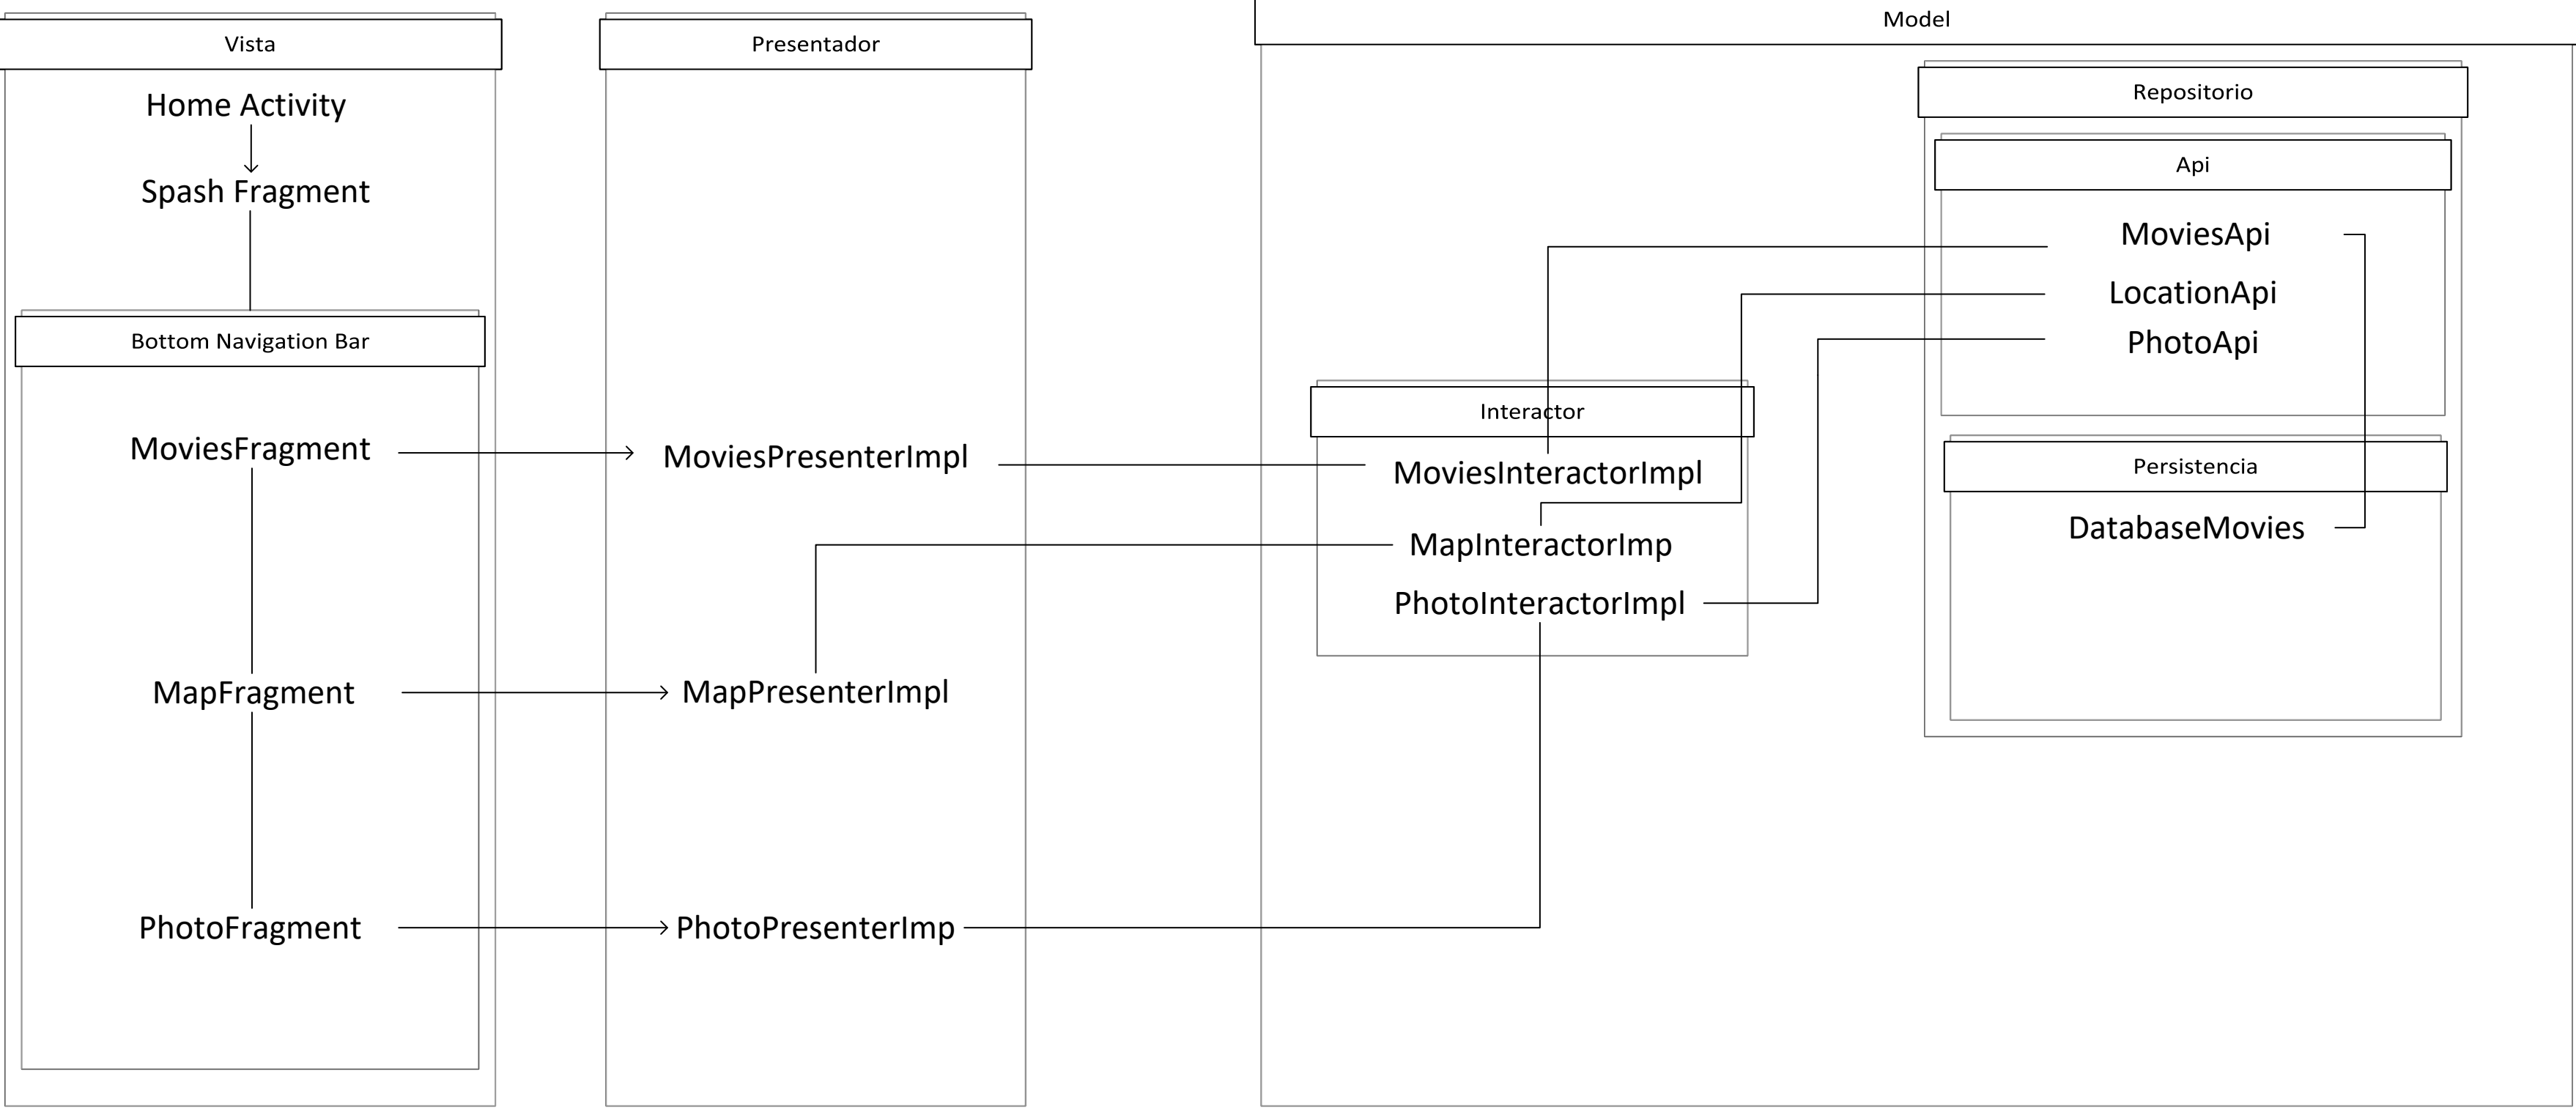 Vista
Home Activity
Spash Fragment
Bottom Navigation Bar
MoviesFragment
MapFragment
PhotoFragment
Presentador
MoviesPresenterImpl
MapPresenterImpl
PhotoPresenterImp
Model
Interactor
MoviesInteractorImpl
MapInteractorImp
PhotoInteractorImpl
Repositorio
Api
MoviesApi
LocationApi
PhotoApi
Persistencia
DatabaseMovies